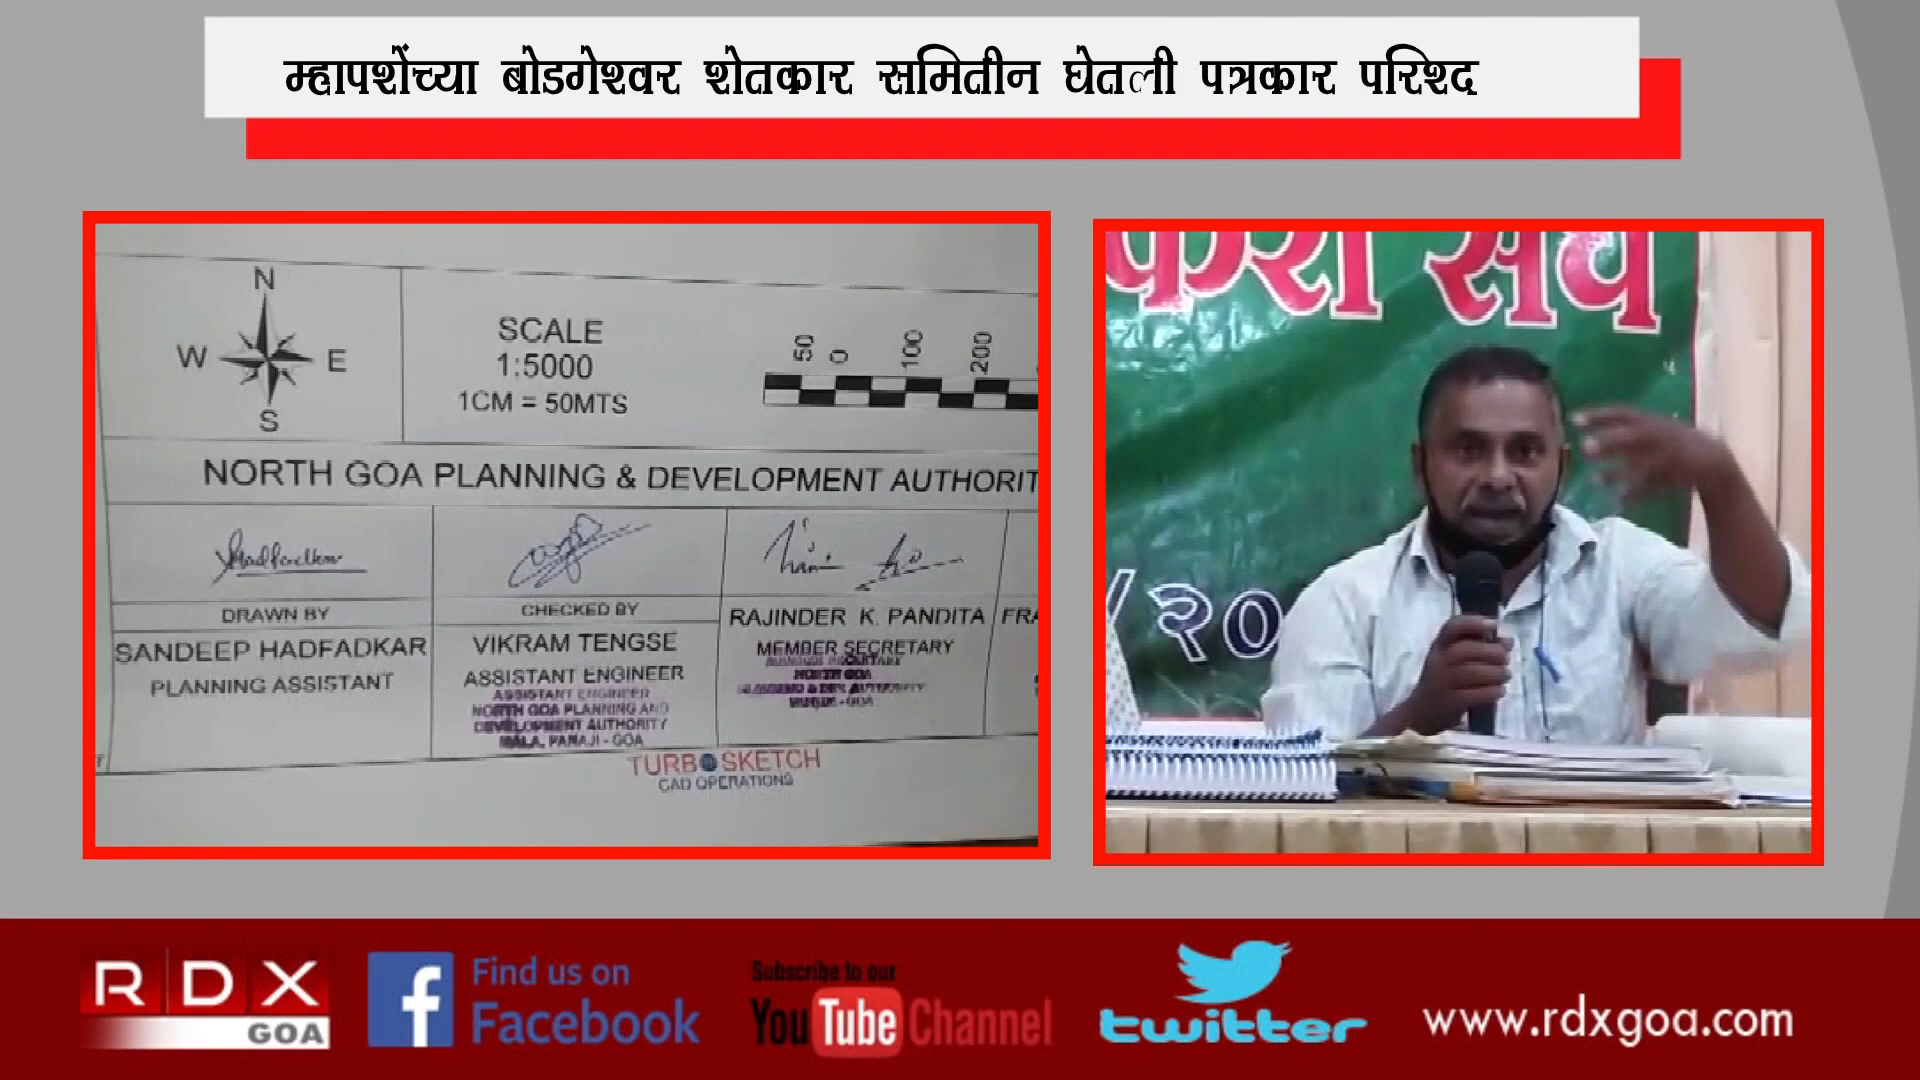 म्हापशेंच्या बोडगेश्वर शेतकार समितीन घेतली पत्रकार परिश्द
N
W E
S
SCALE
1:5000
1CM = 50MTS
50 0 100 200
NORTH GOA PLANNING & DEVELOPMENT AUTHORIT
DRAWN BY
SANDEEP HADFADKAR
PLANNING ASSISTANT
CHECKED BY
VIKRAM TENGSE
ASSISTANT ENGINEER
ASSISTANT ENGINEER
NORTH GOA PLANNING AND
DEVELOPMENT AUTHORITY
MALA, PANAJI - GOA
RAJINDER K. PANDITA
MEMBER SECRETARY
FRA
TURBO SKETCH
CAD OPERATIONS
करी संघ
/२०
RDX
GOA
Find us on
Facebook
Subscribe to our
YouTube Channel
twitter
www.rdxgoa.com